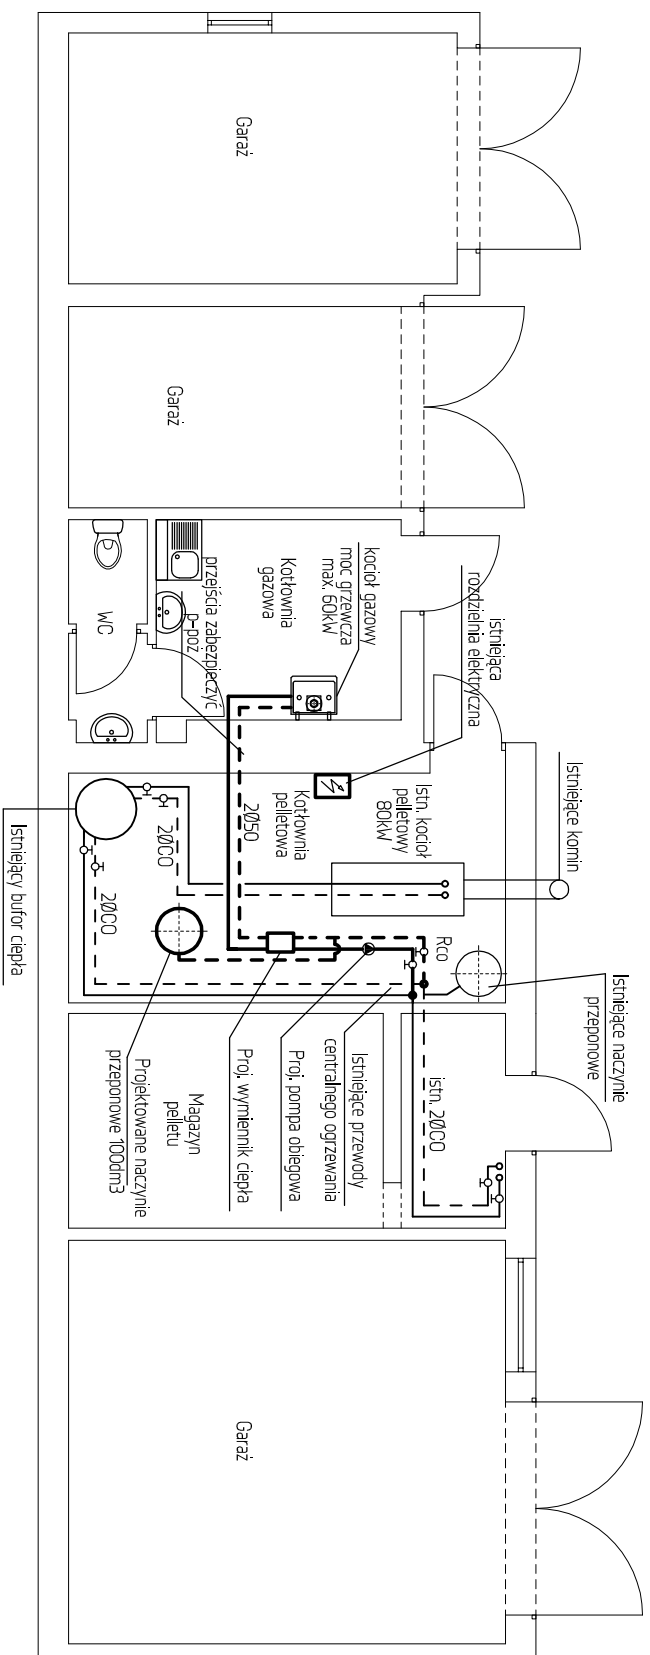 Garaż
Garaż
WC
przejścia zabezpieczyć
p-poż
Kotłownia
gazowa
kocioł gazowy
moc grzewcza
max. 60kW
istniejąca
rozdzielnia elektryczna
Istniejące komin
Istn. kocioł
pelletowy
80kW
Kotłownia
pelletowa
2Ø50
2ØCO
2ØCO
Istniejący bufor ciepła
Rco
Istniejące naczynie
przeponowe
istn. 2ØCO
Istniejące przewody
centralnego ogrzewania
Proj. pompa obiegowa
Proj. wymiennik ciepła
Magazyn
pelletu
Projektowane naczynie
przeponowe 100dm3
Garaż